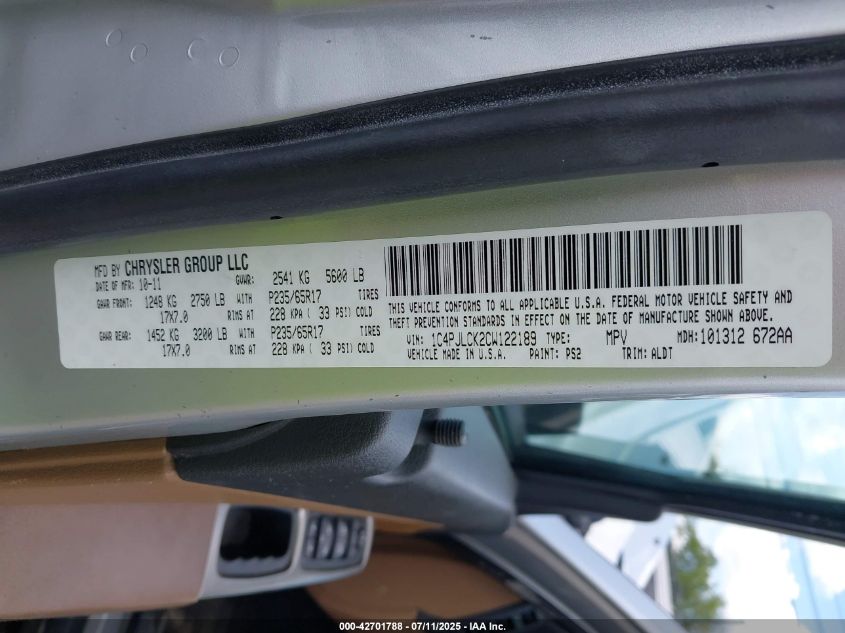 MFD BY CHRYSLER GROUP LLC
DATE OF MFR: 10-11 GVWR: 2541 KG 5600 LB
GAWR FRONT: 1248 KG 2750 LB WITH P235/65R17 TIRES
17X7.0 RIMS AT 228 KPA ( 33 PSI) COLD
GAWR REAR: 1452 KG 3200 LB WITH P235/65R17 TIRES
17X7.0 RIMS AT 228 KPA ( 33 PSI) COLD
THIS VEHICLE CONFORMS TO ALL APPLICABLE U.S.A. FEDERAL MOTOR VEHICLE SAFETY AND
THEFT PREVENTION STANDARDS IN EFFECT ON THE DATE OF MANUFACTURE SHOWN ABOVE.
VIN: 1C4PJLCK2CW122189 TYPE: MPV MDH: 101312 672AA
VEHICLE MADE IN U.S.A. PAINT: PS2 TRIM: ALDT
000-42701788 - 07/11/2025 - IAA Inc.